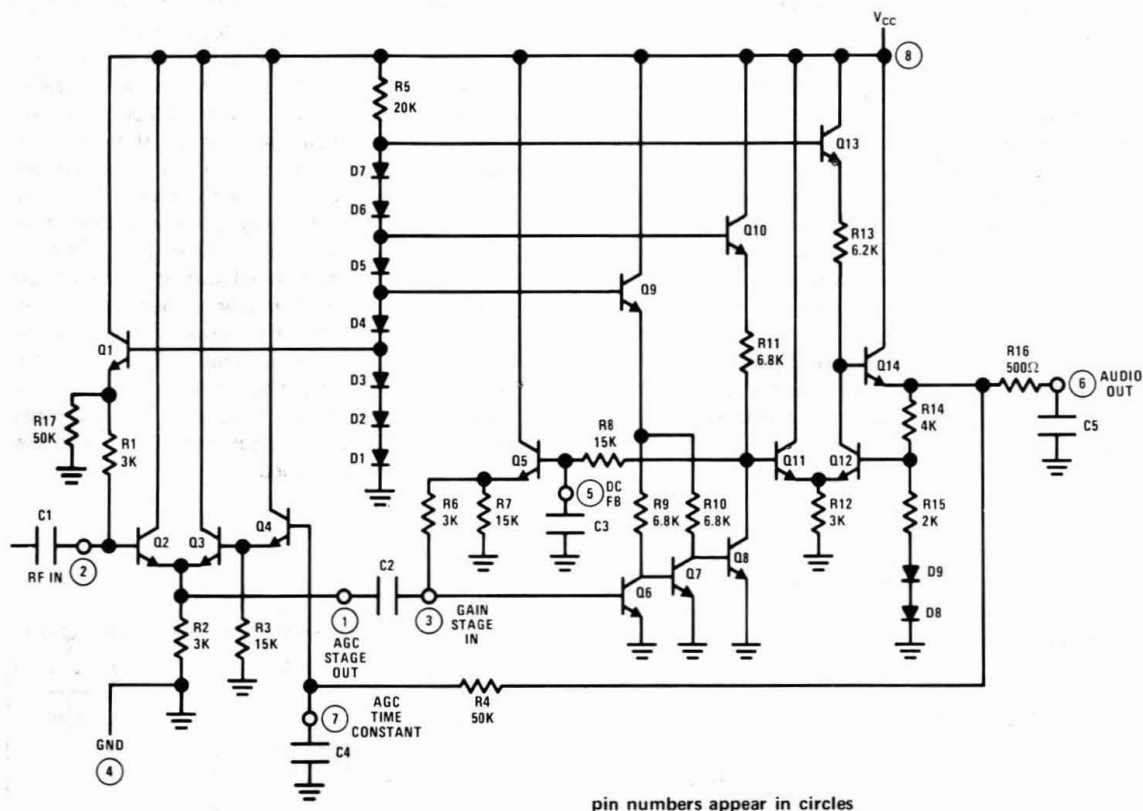 VCC
8
R5
20K
D7
D6
D5
D4
D3
D2
D1
Q13
R13
6.2K
Q10
Q9
R11
6.8K
Q14
R16
500Ω
6
AUDIO
OUT
C5
Q1
R17
50K
R1
3K
R14
4K
R8
15K
Q5
5
DC
FB
C3
R6
3K
R7
15K
R9
6.8K
R10
6.8K
Q11
Q12
R12
3K
R15
2K
D9
D8
C1
RF IN
2
Q2
Q3
Q4
C2
1
AGC
STAGE
OUT
3
GAIN
STAGE
IN
Q6
Q7
Q8
R2
3K
R3
15K
R4
50K
7
AGC
TIME
CONSTANT
C4
GND
4
pin numbers appear in circles